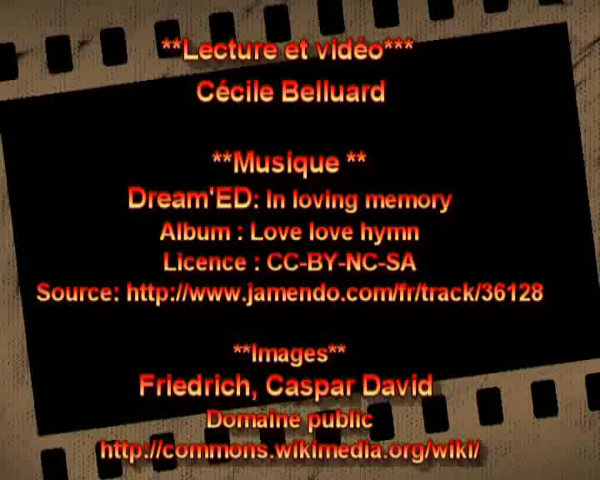 **Lecture et vidéo***
Cécile Belluard
**Musique **
Dream'ED: In loving memory
Album : Love love hymn
Licence : CC-BY-NC-SA
Source: http://www.jamendo.com/fr/track/36128
**Images**
Friedrich, Caspar David
Domaine public
http://commons.wikimedia.org/wiki/